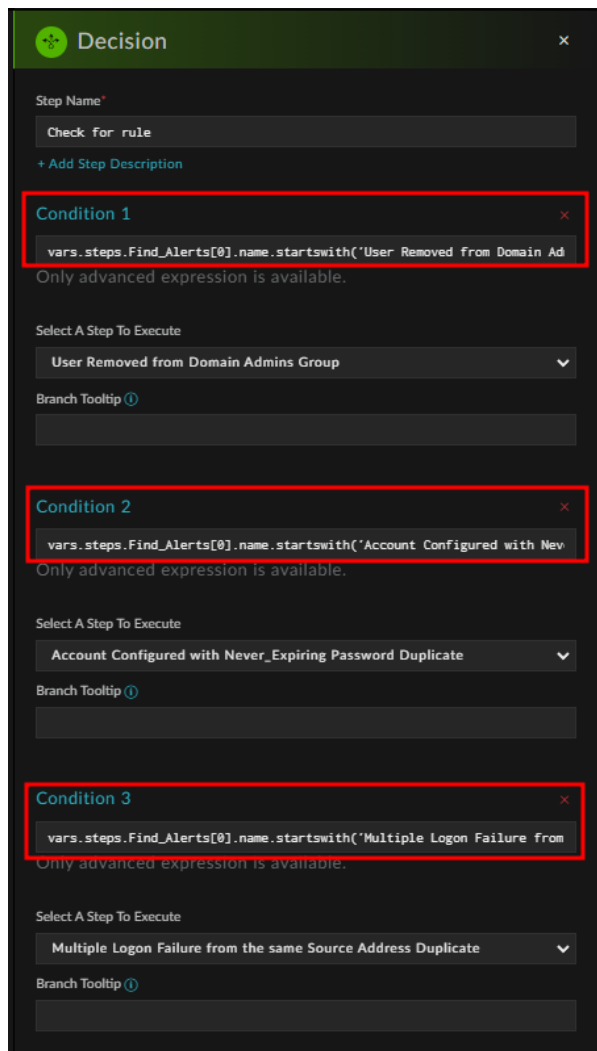 Decision
Step Name*
Check for rule
+ Add Step Description
Condition 1
vars.steps.Find_Alerts[0].name.startswith('User Removed from Domain Ad
Only advanced expression is available.
Select A Step To Execute
User Removed from Domain Admins Group
Branch Tooltip
Condition 2
vars.steps.Find_Alerts[0].name.startswith('Account Configured with Nev
Only advanced expression is available.
Select A Step To Execute
Account Configured with Never_Expiring Password Duplicate
Branch Tooltip
Condition 3
vars.steps.Find_Alerts[0].name.startswith('Multiple Logon Failure from
Only advanced expression is available.
Select A Step To Execute
Multiple Logon Failure from the same Source Address Duplicate
Branch Tooltip